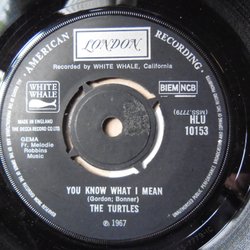 AMERICAN RECORDING
LONDON
Recorded by WHITE WHALE, California
WHITE WHALE
BIEM NCB
MADE IN ENGLAND
THE DECCA RECORD CO LTD
HLU
10153
GEMA
Fr. Melodie
Robbins
Music
YOU KNOW WHAT I MEAN
(Gordon; Bonner)
THE TURTLES
℗ 1967